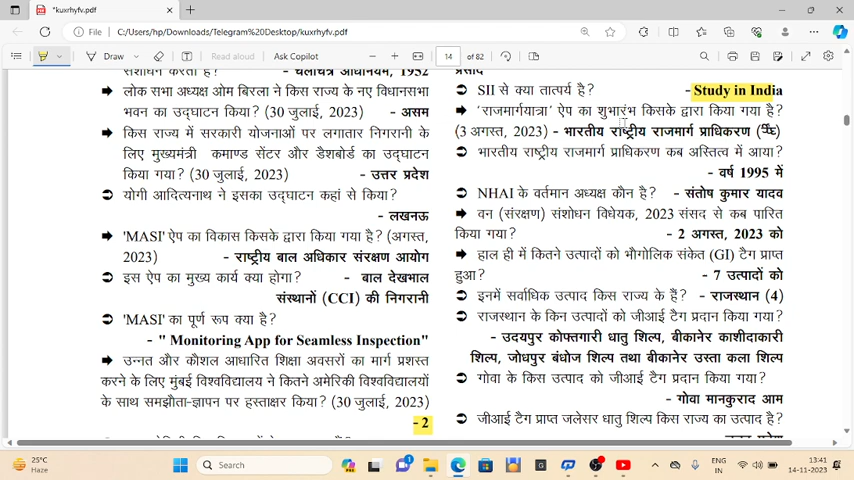 *kuxrhyfv.pdf
File
C:/Users/hp/Downloads/Telegram%20Desktop/kuxrhyfv.pdf
Draw
Read aloud
Ask Copilot
14
of 82
संशोधन करता है? - चलचित्र अधिनियम, 1952
लोक सभा अध्यक्ष ओम बिरला ने किस राज्य के नए विधानसभा
भवन का उद्घाटन किया? (30 जुलाई, 2023) - असम
किस राज्य में सरकारी योजनाओं पर लगातार निगरानी के
लिए मुख्यमंत्री कमाण्ड सेंटर और डैशबोर्ड का उद्घाटन
किया गया? (30 जुलाई, 2023) - उत्तर प्रदेश
योगी आदित्यनाथ ने इसका उद्घाटन कहां से किया?
- लखनऊ
'MASI' ऐप का विकास किसके द्वारा किया गया है? (अगस्त,
2023) - राष्ट्रीय बाल अधिकार संरक्षण आयोग
इस ऐप का मुख्य कार्य क्या होगा? - बाल देखभाल
संस्थानों (CCI) की निगरानी
'MASI' का पूर्ण रूप क्या है?
- " Monitoring App for Seamless Inspection"
उन्नत और कौशल आधारित शिक्षा अवसरों का मार्ग प्रशस्त
करने के लिए मुंबई विश्वविद्यालय ने कितने अमेरिकी विश्वविद्यालयों
के साथ समझौता-ज्ञापन पर हस्ताक्षर किया? (30 जुलाई, 2023)
- 2
प्रसाद
SII से क्या तात्पर्य है? - Study in India
'राजमार्गयात्रा' ऐप का शुभारंभ किसके द्वारा किया गया है?
(3 अगस्त, 2023) - भारतीय राष्ट्रीय राजमार्ग प्राधिकरण
भारतीय राष्ट्रीय राजमार्ग प्राधिकरण कब अस्तित्व में आया?
- वर्ष 1995 में
NHAI के वर्तमान अध्यक्ष कौन है? - संतोष कुमार यादव
वन (संरक्षण) संशोधन विधेयक, 2023 संसद से कब पारित
किया गया? - 2 अगस्त, 2023 को
हाल ही में कितने उत्पादों को भौगोलिक संकेत (GI) टैग प्राप्त
हुआ? - 7 उत्पादों को
इनमें सर्वाधिक उत्पाद किस राज्य के हैं? - राजस्थान (4)
राजस्थान के किन उत्पादों को जीआई टैग प्रदान किया गया?
- उदयपुर कोफ्तगारी धातु शिल्प, बीकानेर काशीदाकारी
शिल्प, जोधपुर बंधोज शिल्प तथा बीकानेर उस्ता कला शिल्प
गोवा के किस उत्पाद को जीआई टैग प्रदान किया गया?
- गोवा मानकुराद आम
जीआई टैग प्राप्त जलेसर धातु शिल्प किस राज्य का उत्पाद है?
25°C
Haze
Search
ENG
IN
13:41
14-11-2023